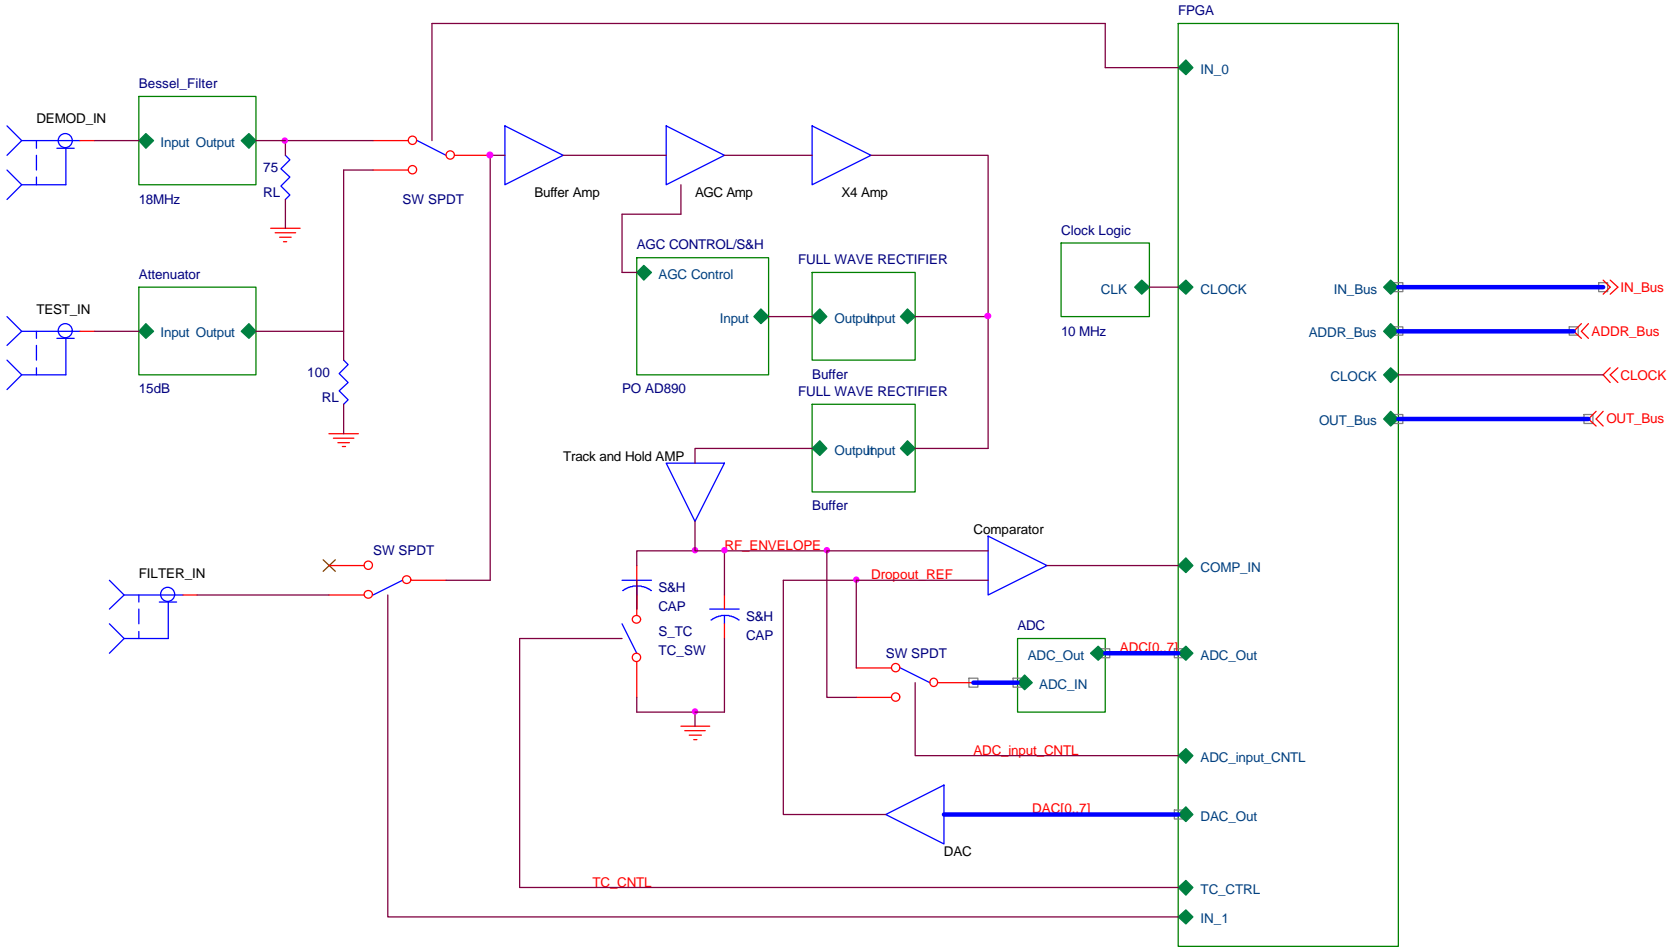 FPGA
IN_0
Bessel_Filter
DEMOD_IN
Input Output
75
RL
18MHz
SW SPDT
Buffer Amp
AGC Amp
X4 Amp
Clock Logic
CLK
10 MHz
CLOCK
AGC CONTROL/S&H
AGC Control
Input
PO AD890
FULL WAVE RECTIFIER
Output
Input
Buffer
FULL WAVE RECTIFIER
Output
Input
Buffer
Attenuator
TEST_IN
Input Output
15dB
100
RL
IN_Bus
IN_Bus
ADDR_Bus
ADDR_Bus
CLOCK
CLOCK
OUT_Bus
OUT_Bus
Track and Hold AMP
RF_ENVELOPE
Comparator
Dropout_REF
COMP_IN
SW SPDT
FILTER_IN
S&H
CAP
S_TC
TC_SW
S&H
CAP
SW SPDT
ADC
ADC_Out
ADC_IN
ADC[0..7]
ADC_Out
ADC_input_CNTL
ADC_input_CNTL
DAC[0..7]
DAC_Out
DAC
TC_CNTL
TC_CTRL
IN_1